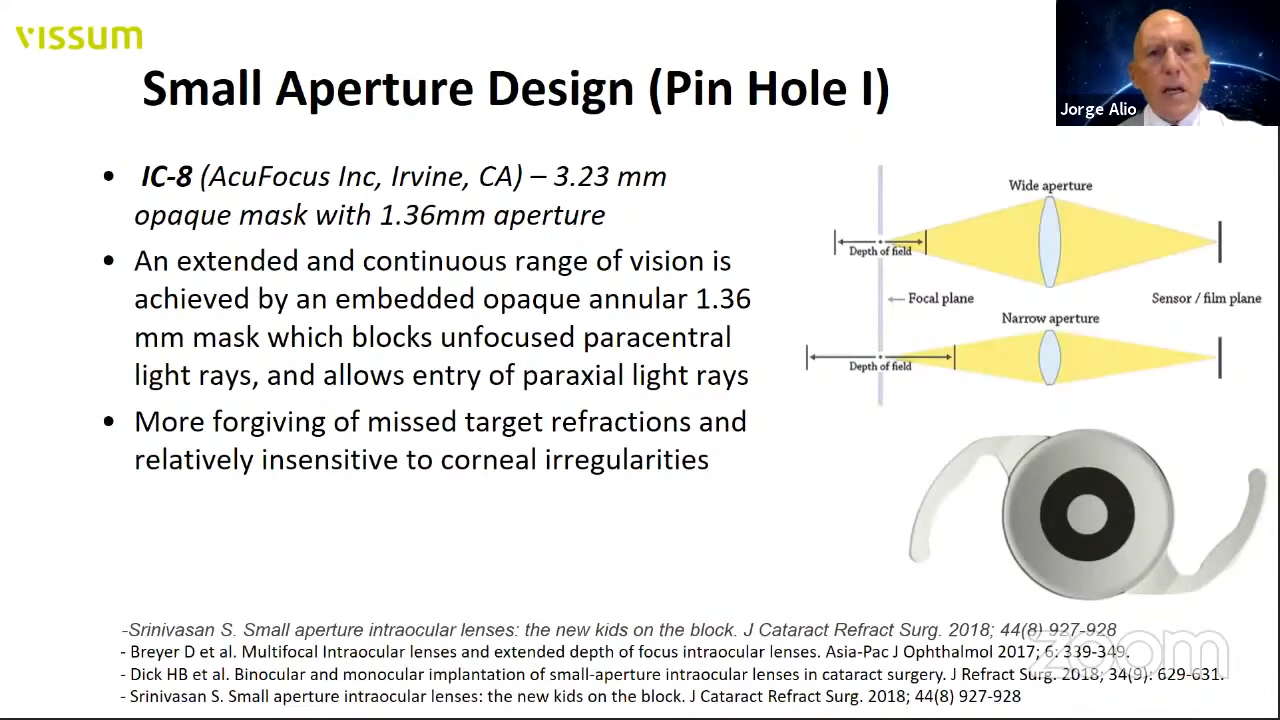 vissum
Small Aperture Design (Pin Hole I)
Jorge Alio
• IC-8 (AcuFocus Inc, Irvine, CA) – 3.23 mm
opaque mask with 1.36mm aperture
• An extended and continuous range of vision is
achieved by an embedded opaque annular 1.36
mm mask which blocks unfocused paracentral
light rays, and allows entry of paraxial light rays
• More forgiving of missed target refractions and
relatively insensitive to corneal irregularities
Wide aperture
Depth of field
Focal plane
Sensor / film plane
Narrow aperture
Depth of field
-Srinivasan S. Small aperture intraocular lenses: the new kids on the block. J Cataract Refract Surg. 2018; 44(8) 927-928
- Breyer D et al. Multifocal Intraocular lenses and extended depth of focus intraocular lenses. Asia-Pac J Ophthalmol 2017; 6: 339-349.
- Dick HB et al. Binocular and monocular implantation of small-aperture intraocular lenses in cataract surgery. J Refract Surg. 2018; 34(9): 629-631.
- Srinivasan S. Small aperture intraocular lenses: the new kids on the block. J Cataract Refract Surg. 2018; 44(8) 927-928
zoom